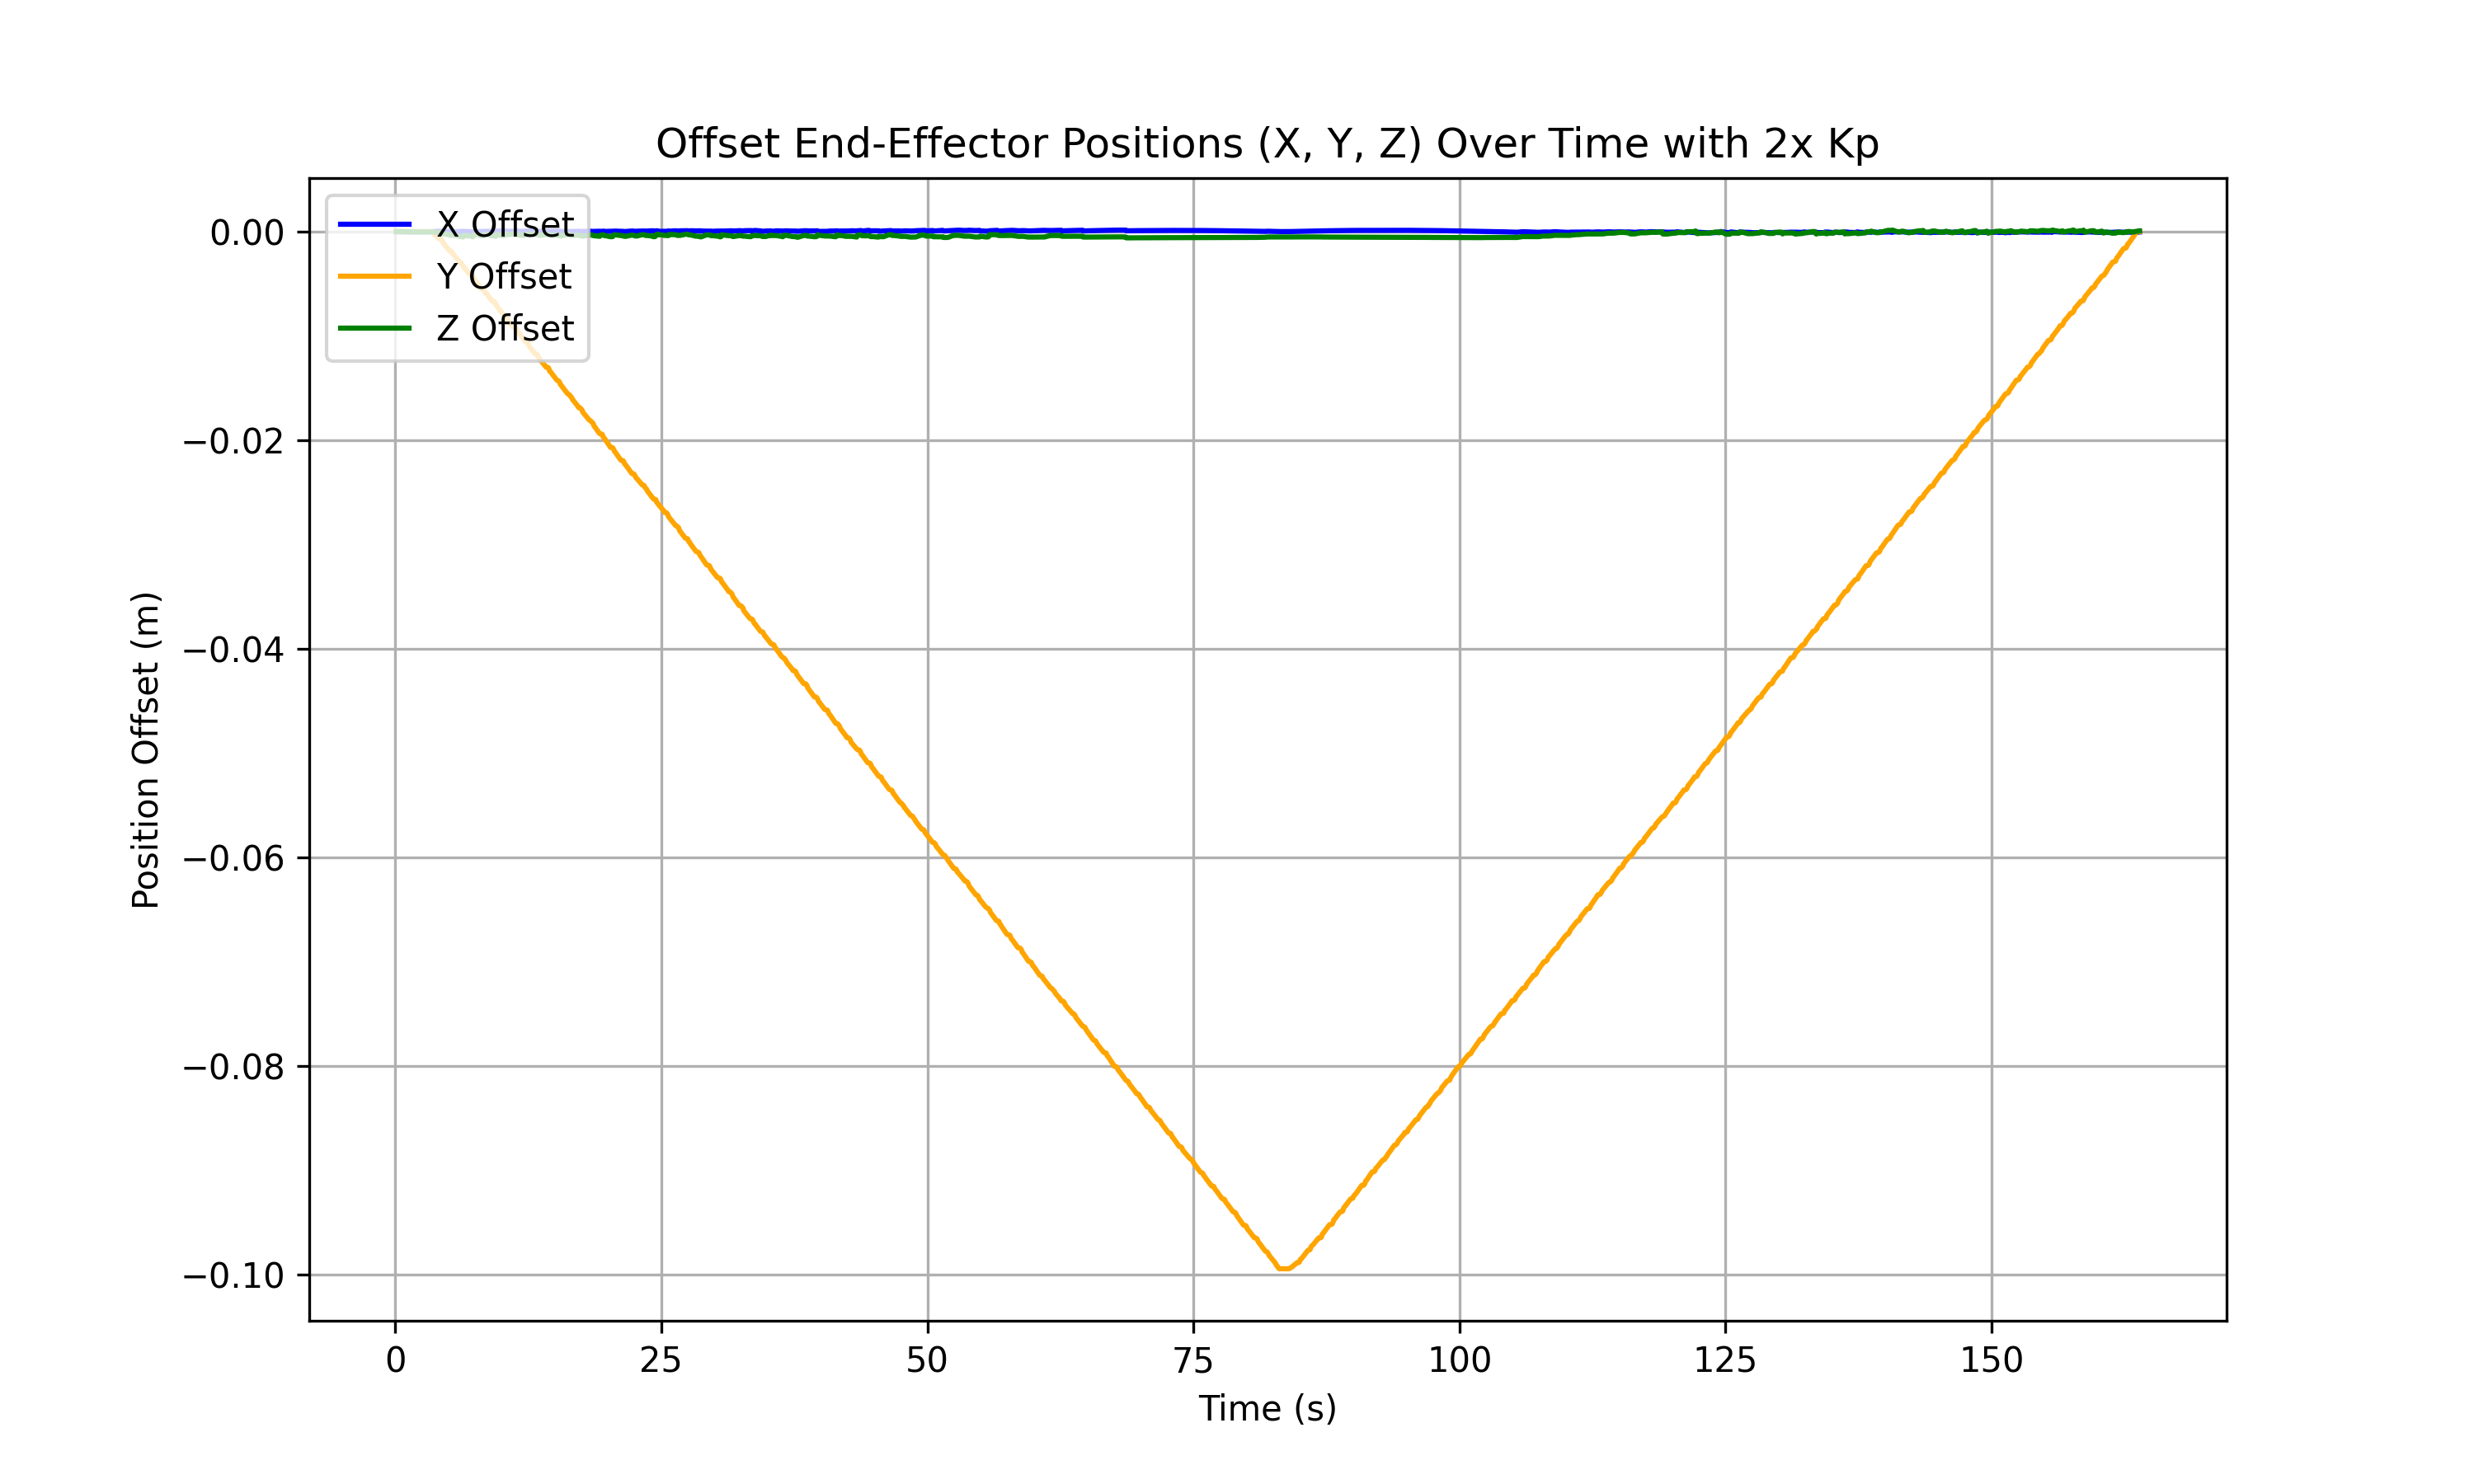 Offset End-Effector Positions (X, Y, Z) Over Time with 2x Kp
X Offset
Y Offset
Z Offset
0.00
−0.02
−0.04
−0.06
−0.08
−0.10
Position Offset (m)
0 25 50 75 100 125 150
Time (s)